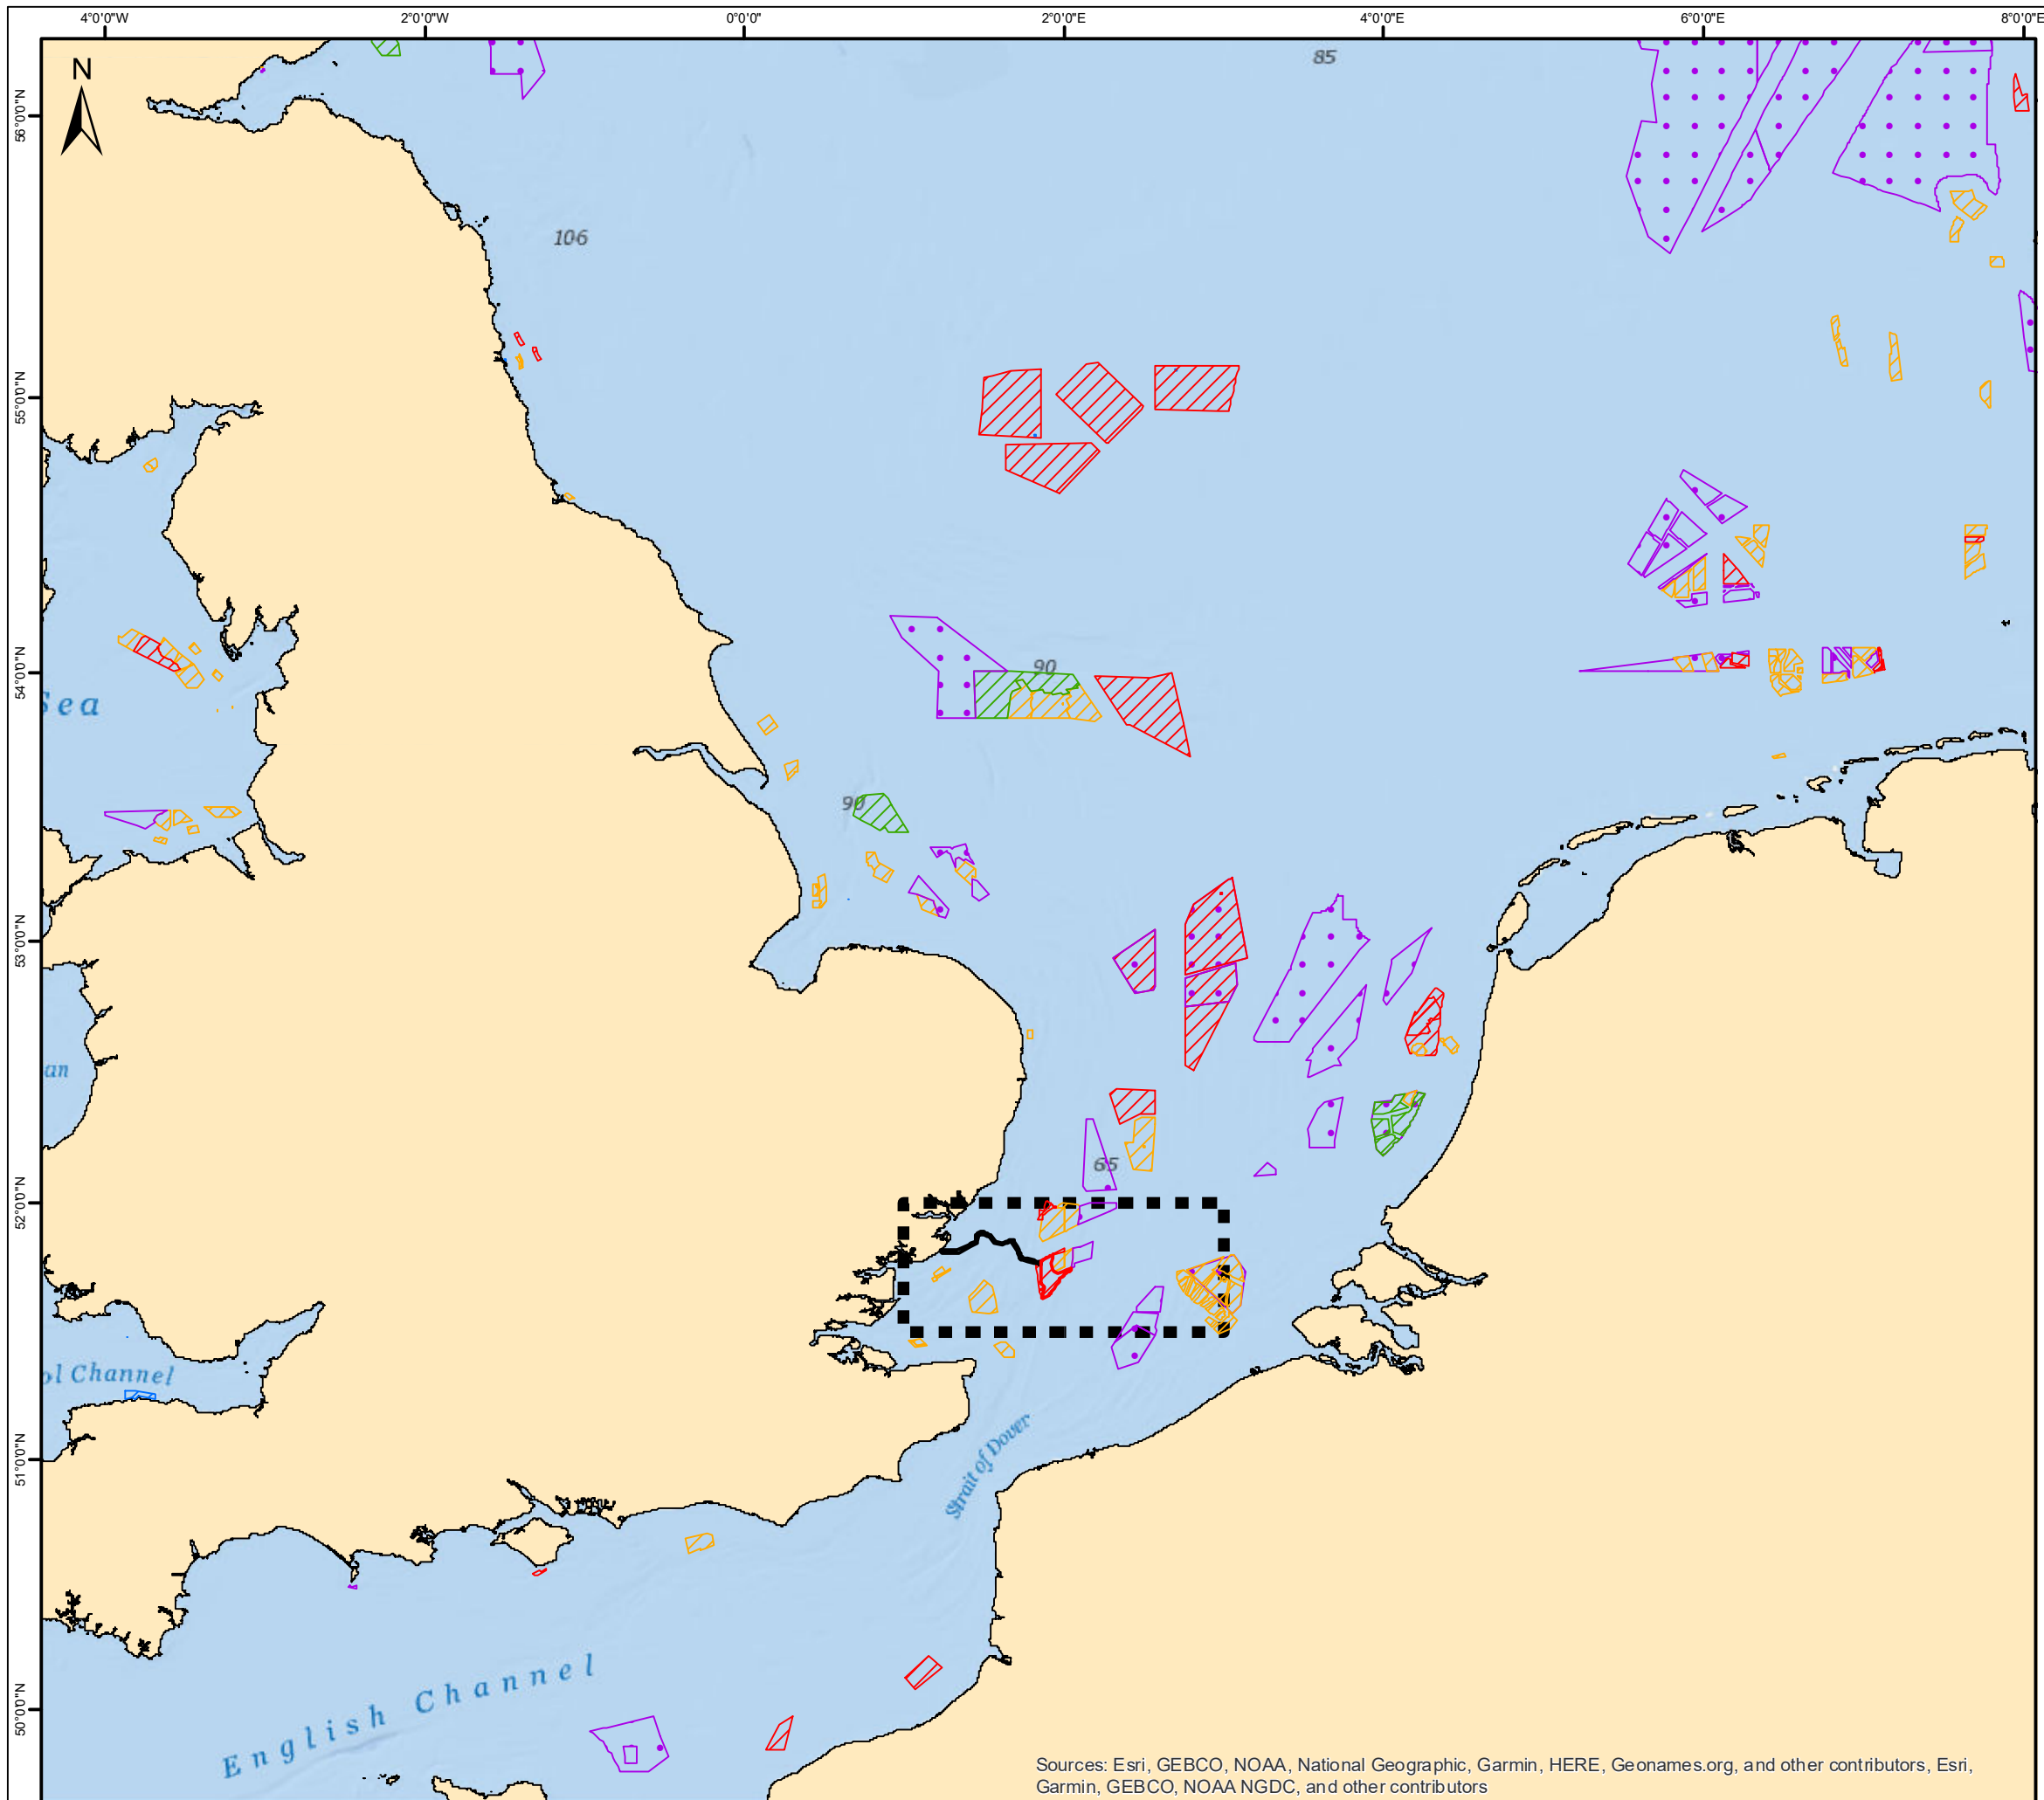 4°0'0"W 2°0'0"W 0°0'0" 2°0'0"E 4°0'0"E 6°0'0"E 8°0'0"E
N
85
56°0'0"N
106
55°0'0"N
90
54°0'0"N
Sea
90
53°0'0"N
an
65
52°0'0"N
ol Channel
51°0'0"N
Strait of Dover
English Channel
50°0'0"N
Sources: Esri, GEBCO, NOAA, National Geographic, Garmin, HERE, Geonames.org, and other contributors, Esri,
Garmin, GEBCO, NOAA NGDC, and other contributors